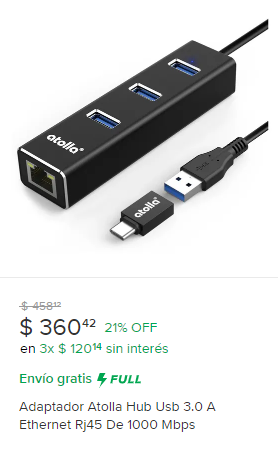 atolla®
atolla®
$ 458¹²
$ 360⁴² 21% OFF
en 3x $ 120¹⁴ sin interés
Envío gratis FULL
Adaptador Atolla Hub Usb 3.0 A
Ethernet Rj45 De 1000 Mbps